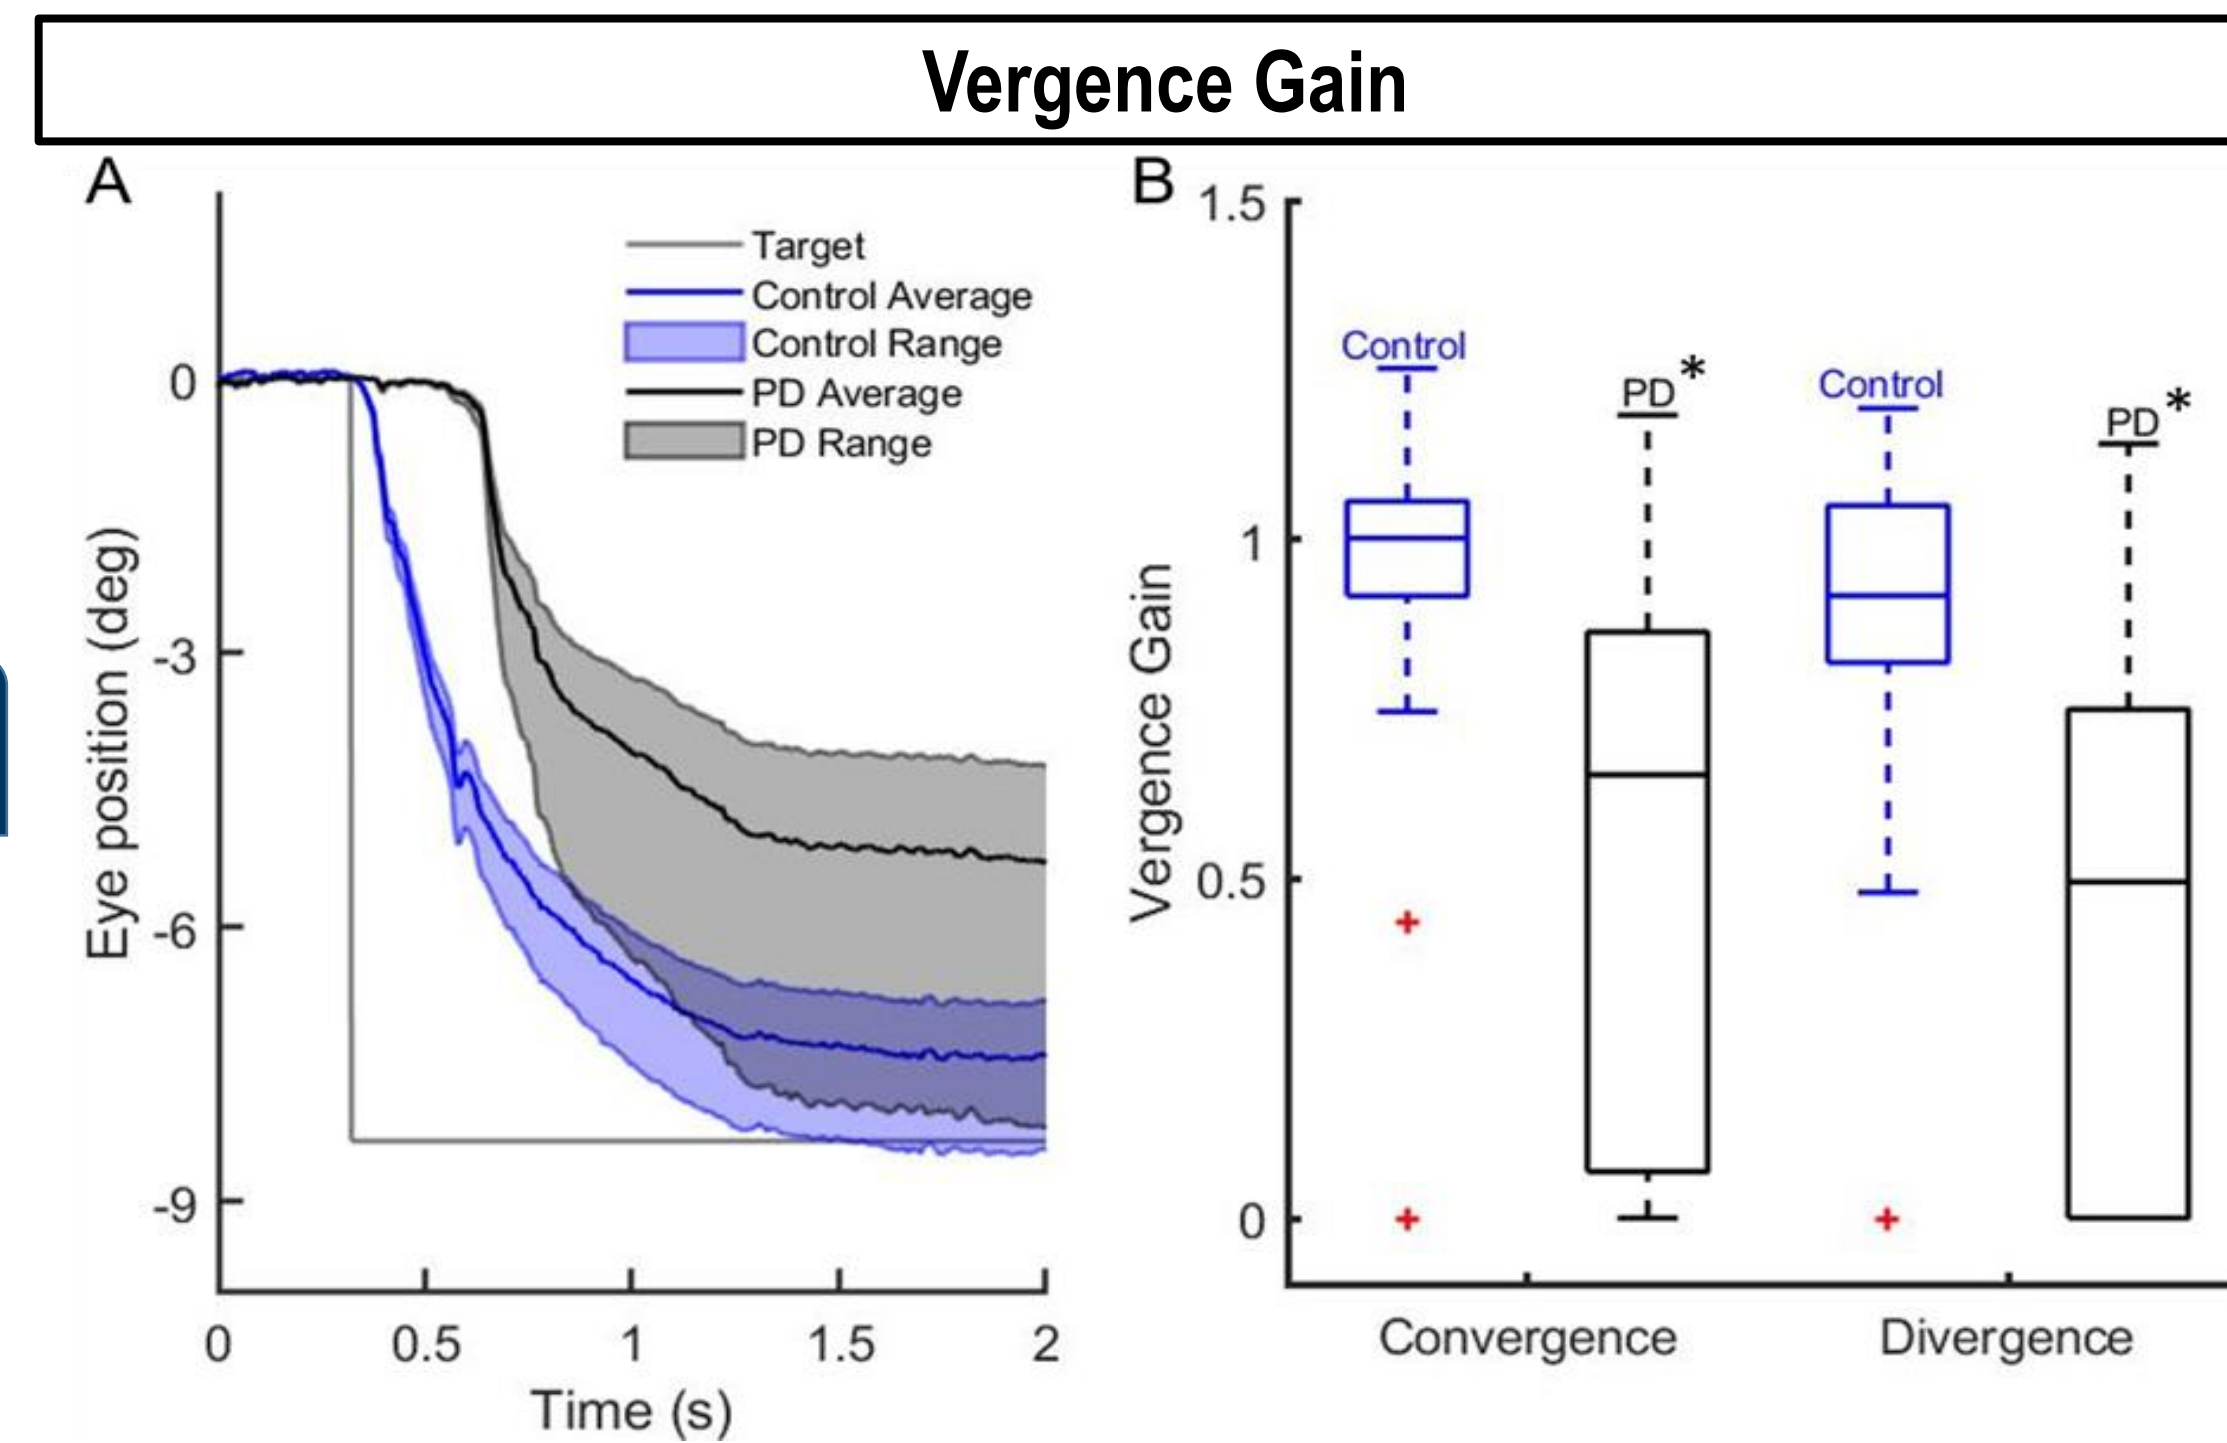 Vergence Gain
A
Target
Control Average
Control Range
PD Average
PD Range
0
-3
-6
-9
Eye position (deg)
0 0.5 1 1.5 2
Time (s)
B
1.5
1
0.5
0
Vergence Gain
Control
PD*
Control
PD*
Convergence Divergence